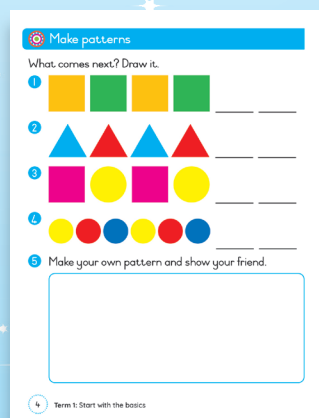 Make patterns
What comes next? Draw it.
1
2
3
4
5 Make your own pattern and show your friend.
4 Term 1: Start with the basics